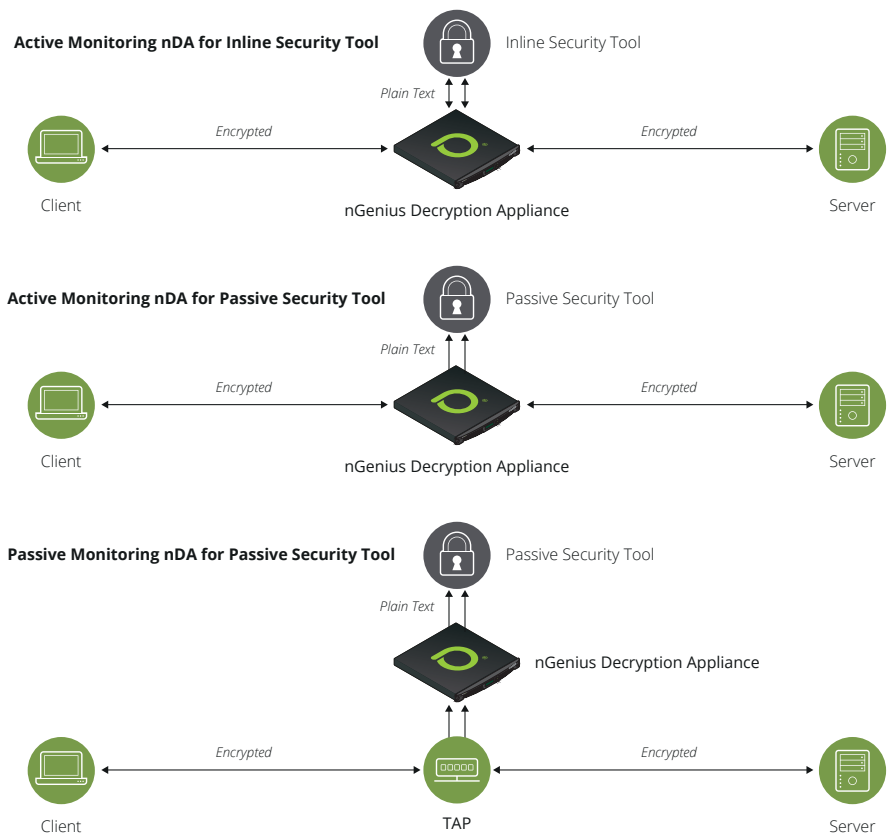 Active Monitoring nDA for Inline Security Tool
Inline Security Tool
Plain Text
Encrypted
Encrypted
Client
nGenius Decryption Appliance
Server
Active Monitoring nDA for Passive Security Tool
Passive Security Tool
Plain Text
Encrypted
Encrypted
Client
nGenius Decryption Appliance
Server
Passive Monitoring nDA for Passive Security Tool
Passive Security Tool
Plain Text
nGenius Decryption Appliance
Encrypted
Encrypted
Client
TAP
Server